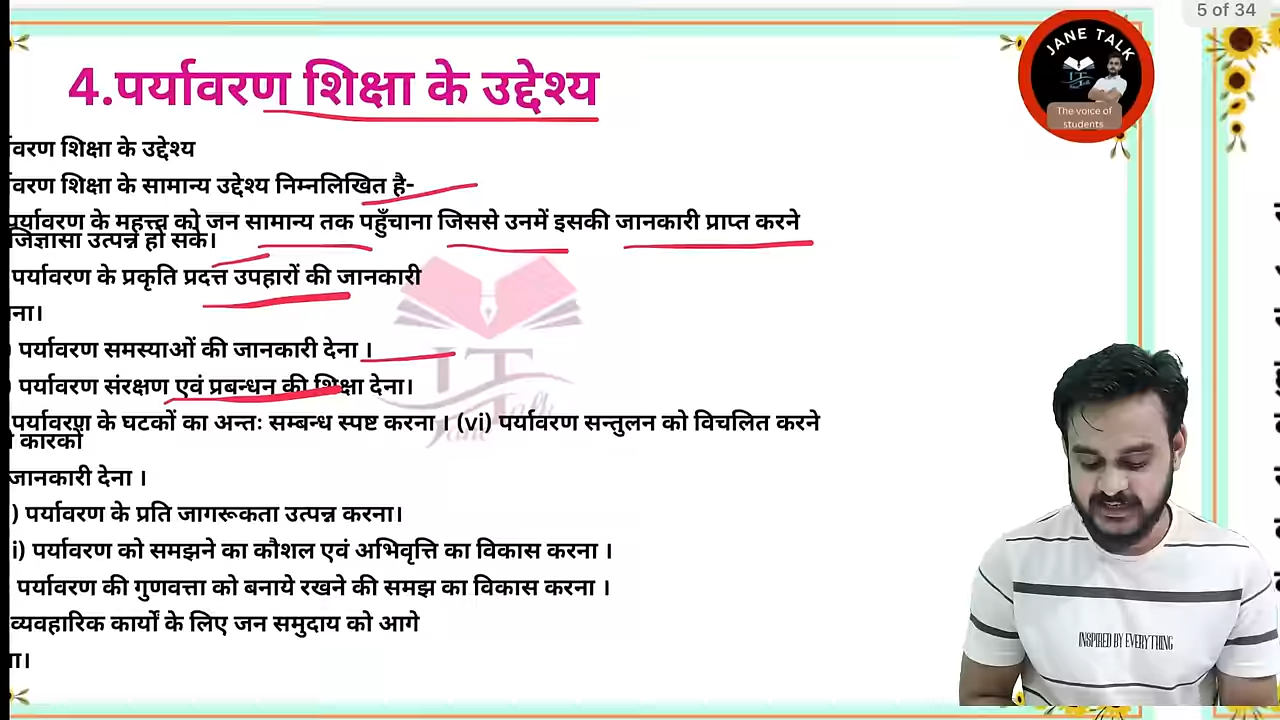 5 of 34
JANE TALK
The voice of
students
4.पर्यावरण शिक्षा के उद्देश्य
वरण शिक्षा के उद्देश्य
वरण शिक्षा के सामान्य उद्देश्य निम्नलिखित है-
पर्यावरण के महत्त्व को जन सामान्य तक पहुँचाना जिससे उनमें इसकी जानकारी प्राप्त करने
जिज्ञासा उत्पन्न हो सके।
पर्यावरण के प्रकृति प्रदत्त उपहारों की जानकारी
ना।
) पर्यावरण समस्याओं की जानकारी देना ।
) पर्यावरण संरक्षण एवं प्रबन्धन की शिक्षा देना।
पर्यावरण के घटकों का अन्तः सम्बन्ध स्पष्ट करना । (vi) पर्यावरण सन्तुलन को विचलित करने
कारकों
जानकारी देना ।
) पर्यावरण के प्रति जागरूकता उत्पन्न करना।
i) पर्यावरण को समझने का कौशल एवं अभिवृत्ति का विकास करना ।
पर्यावरण की गुणवत्ता को बनाये रखने की समझ का विकास करना ।
व्यवहारिक कार्यों के लिए जन समुदाय को आगे
ा।
INSPIRED BY EVERYTHING